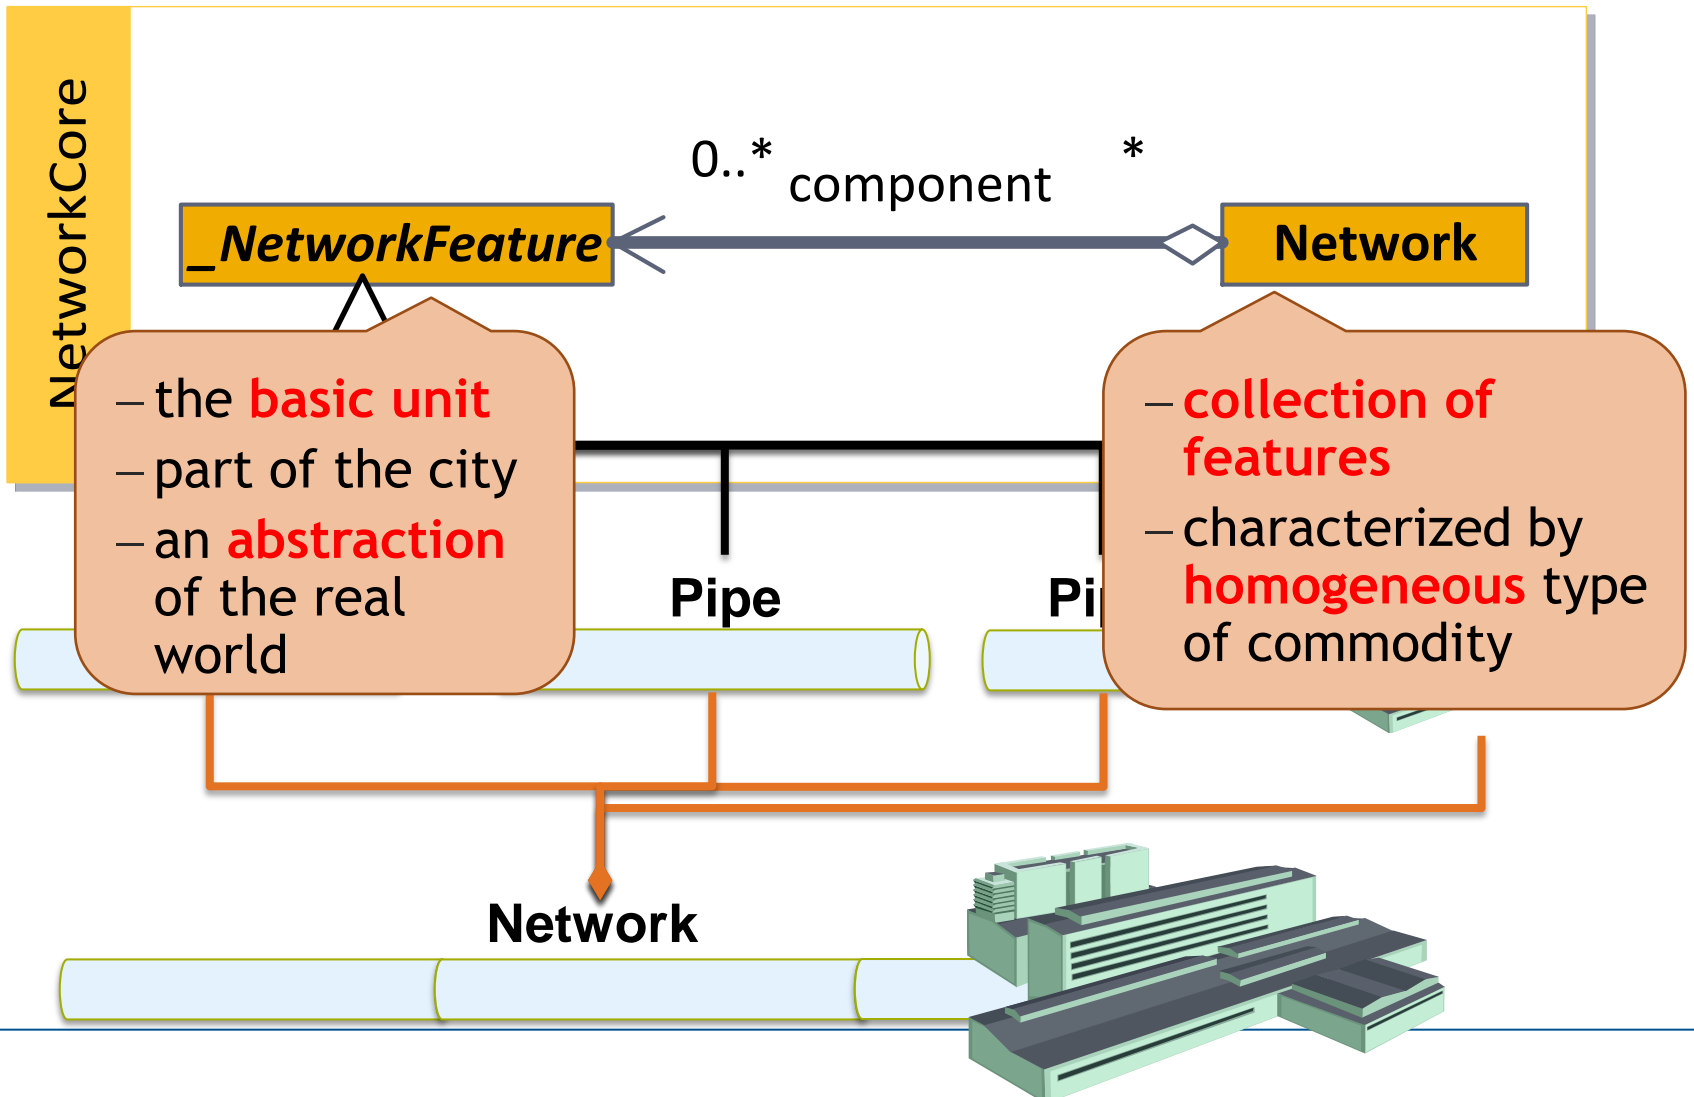 NetworkCore
0..*
component
*
_NetworkFeature
Network
– the basic unit
– part of the city
– an abstraction
of the real
world
– collection of
features
– characterized by
homogeneous type
of commodity
Pipe
Pi
Network